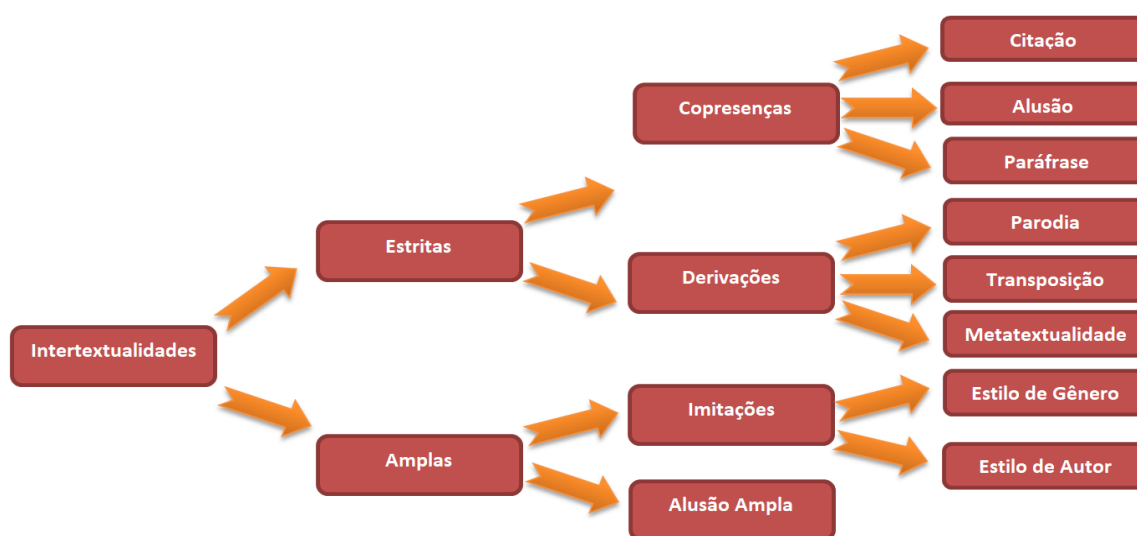 Intertextualidades
Estritas
Copresenças
Citação
Alusão
Paráfrase
Derivações
Parodia
Transposição
Metatextualidade
Amplas
Imitações
Estilo de Gênero
Estilo de Autor
Alusão Ampla